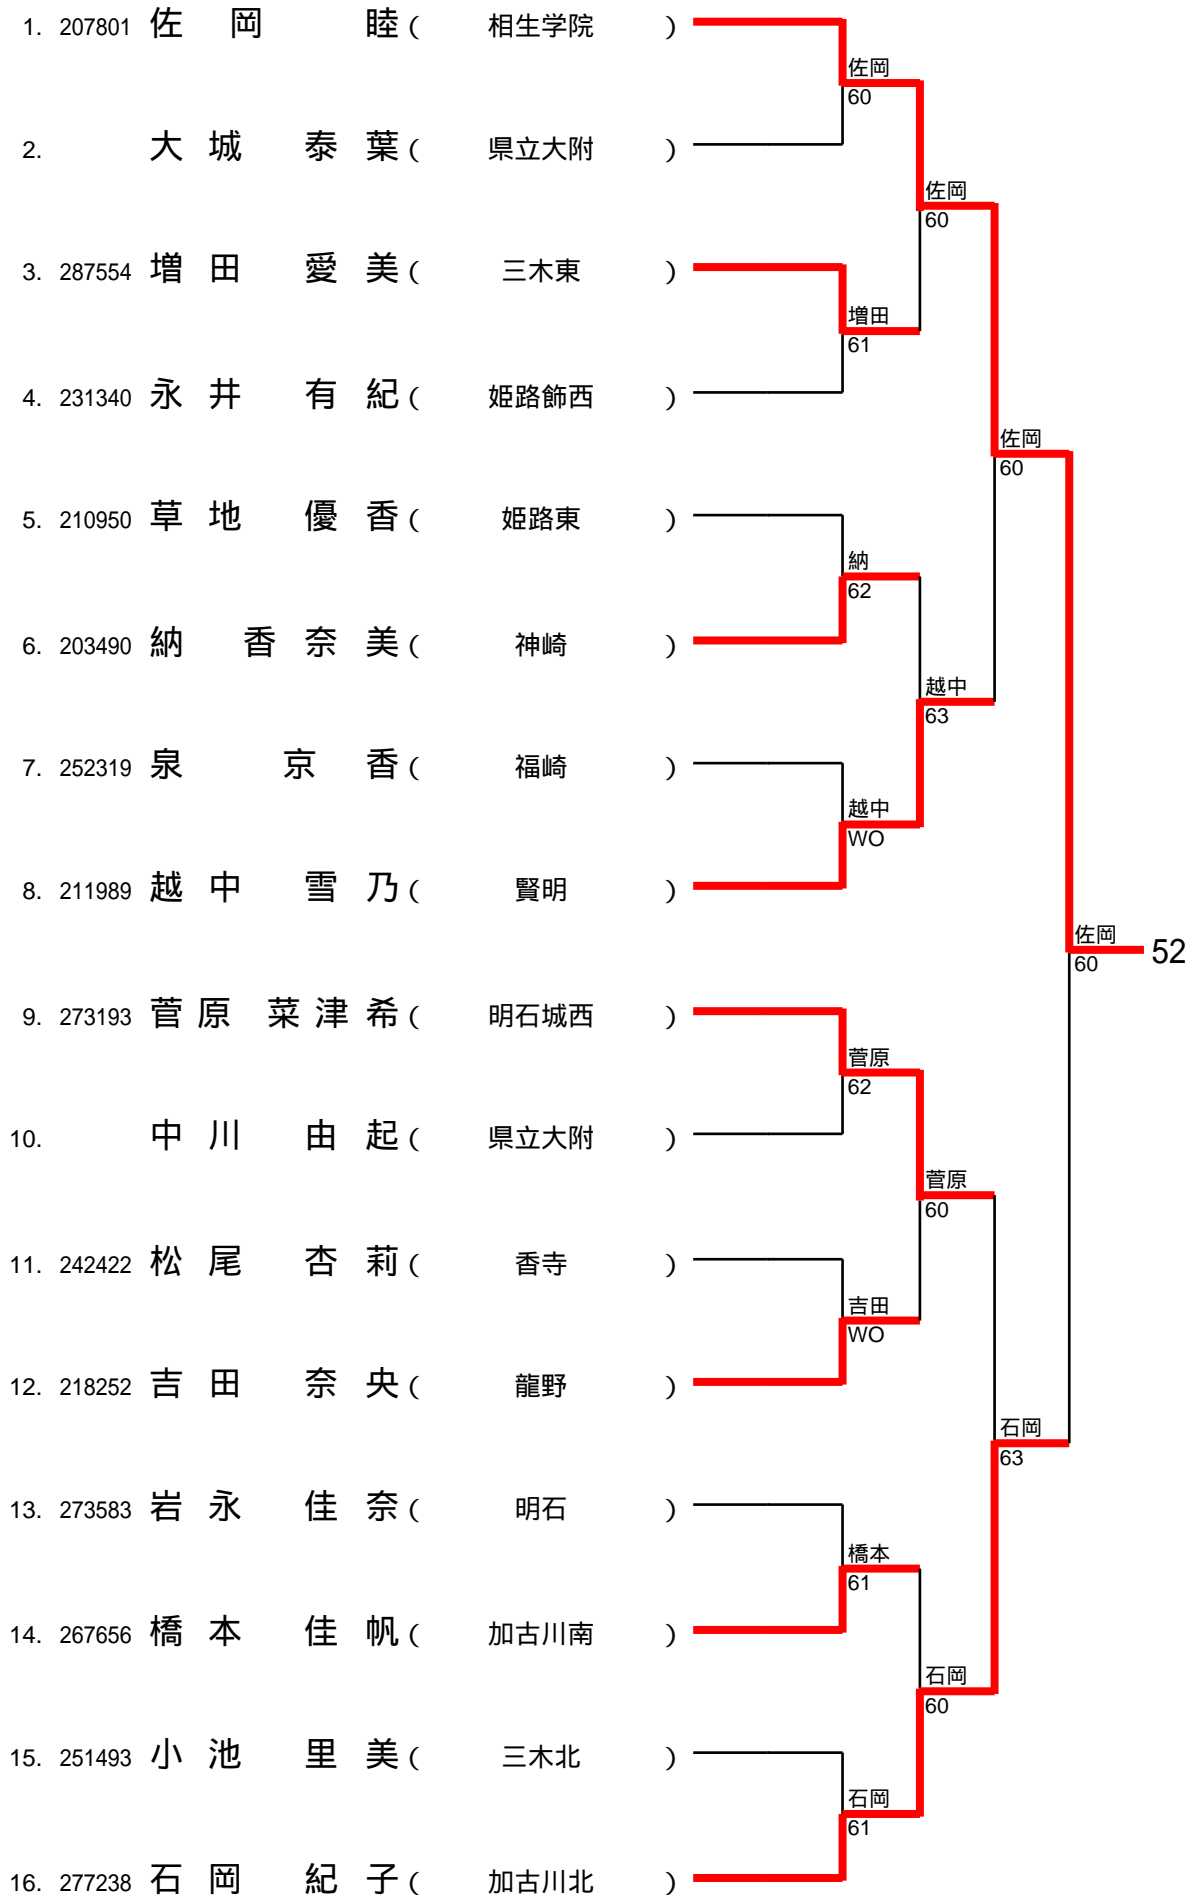 1. 207801 佐岡 睦 ( 相生学院 )
佐岡
60
2. 大城 泰葉 ( 県立大附 )
佐岡
60
3. 287554 増田 愛美 ( 三木東 )
増田
61
4. 231340 永井 有紀 ( 姫路飾西 )
佐岡
60
5. 210950 草地 優香 ( 姫路東 )
納
62
6. 203490 納 香奈美 ( 神崎 )
越中
63
7. 252319 泉 京香 ( 福崎 )
越中
WO
8. 211989 越中 雪乃 ( 賢明 )
佐岡
60 52
9. 273193 菅原 菜津希 ( 明石城西 )
菅原
62
10. 中川 由起 ( 県立大附 )
菅原
60
11. 242422 松尾 杏莉 ( 香寺 )
吉田
WO
12. 218252 吉田 奈央 ( 龍野 )
石岡
63
13. 273583 岩永 佳奈 ( 明石 )
橋本
61
14. 267656 橋本 佳帆 ( 加古川南 )
石岡
60
15. 251493 小池 里美 ( 三木北 )
石岡
61
16. 277238 石岡 紀子 ( 加古川北 )